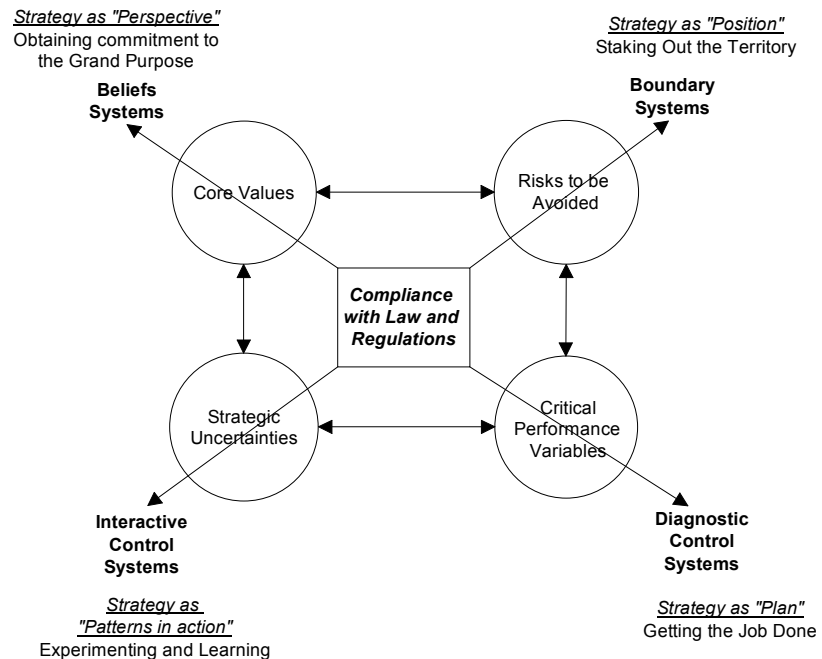 Strategy as "Perspective"
Obtaining commitment to
the Grand Purpose
Beliefs
Systems
Strategy as "Position"
Staking Out the Territory
Boundary
Systems
Core Values
Risks to be
Avoided
Compliance
with Law and
Regulations
Strategic
Uncertainties
Critical
Performance
Variables
Interactive
Control
Systems
Strategy as
"Patterns in action"
Experimenting and Learning
Diagnostic
Control
Systems
Strategy as "Plan"
Getting the Job Done